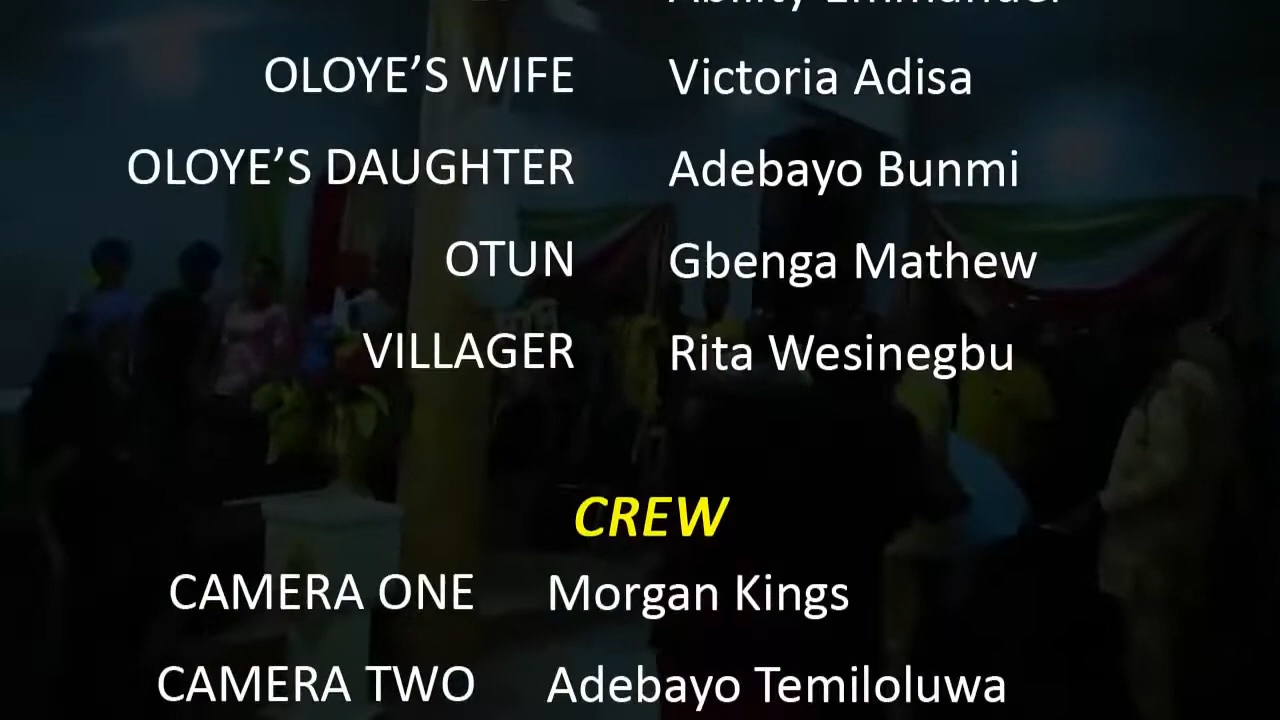 OLOYE’S WIFE Victoria Adisa
OLOYE’S DAUGHTER Adebayo Bunmi
OTUN Gbenga Mathew
VILLAGER Rita Wesinegbu
CREW
CAMERA ONE Morgan Kings
CAMERA TWO Adebayo Temiloluwa